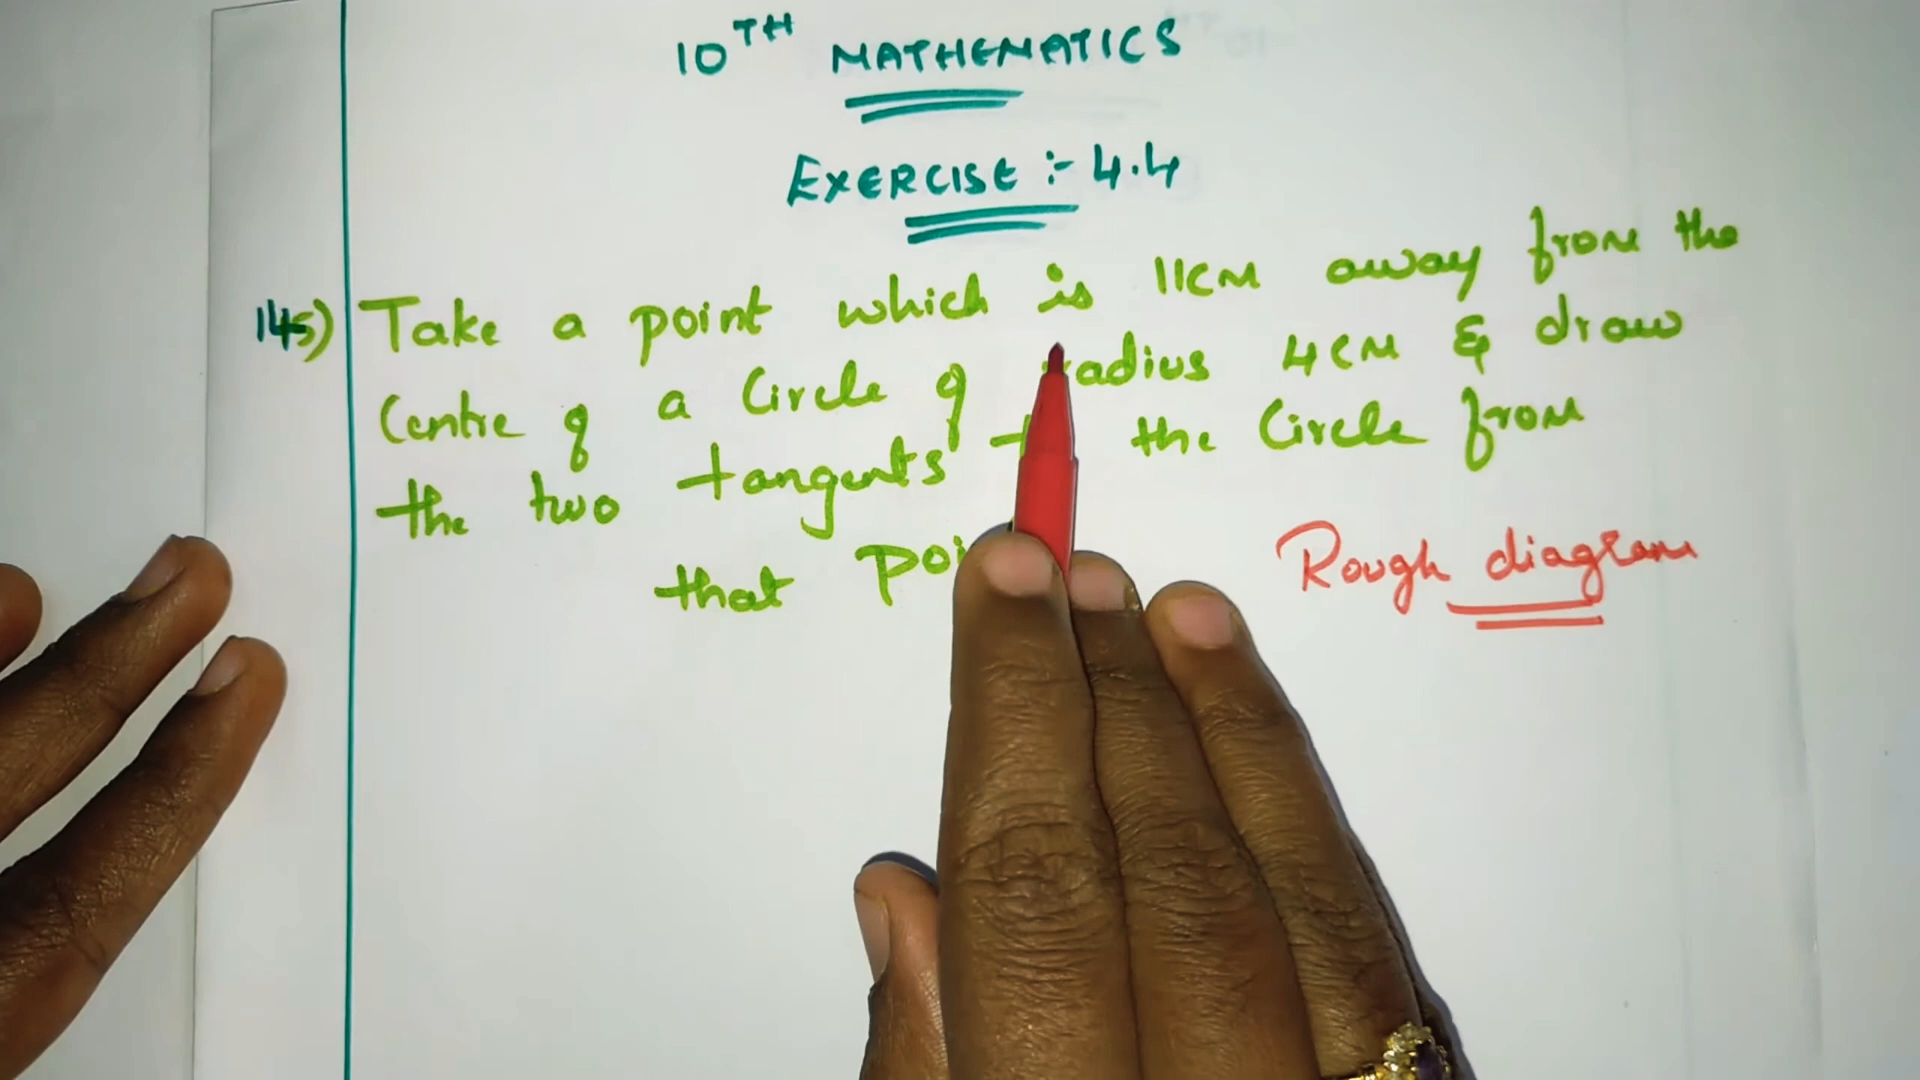 10TH MATHEMATICS
EXERCISE :- 4.4
Take a point which is 11cm away from the
Centre of a Circle of radius 4cm & draw
the two tangents the Circle from
that
Rough diagram